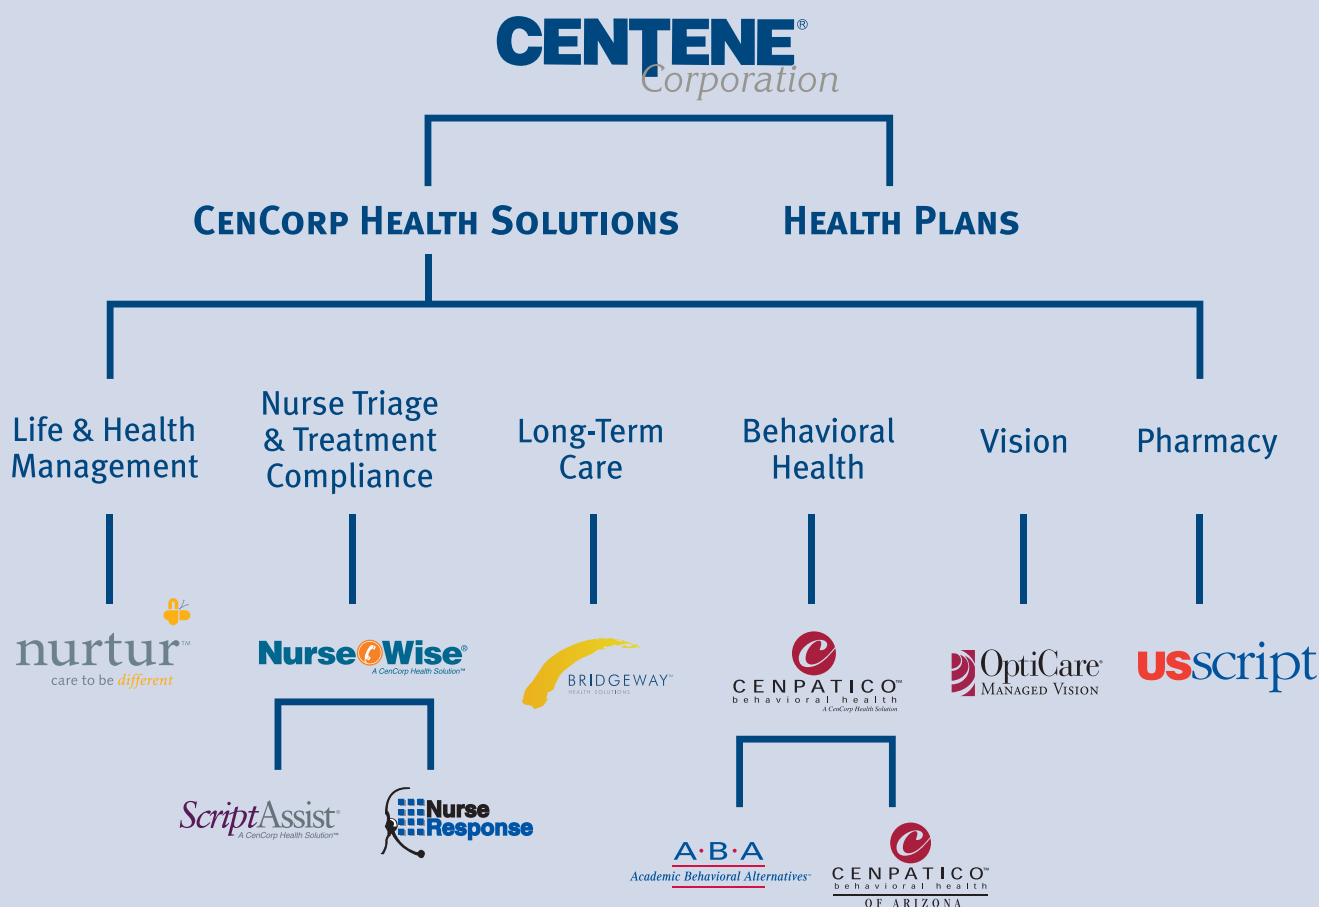 CENTENE®
Corporation
CENCORP HEALTH SOLUTIONS
HEALTH PLANS
Life & Health
Management
Nurse Triage
& Treatment
Compliance
Long-Term
Care
Behavioral
Health
Vision
Pharmacy
nurtur™
care to be different
NurseWise®
A CenCorp Health Solution™
BRIDGEWAY™
HEALTH SOLUTIONS
CENPATICO™
behavioral health
A CenCorp Health Solution
OptiCare®
MANAGED VISION
USscript
ScriptAssist®
A CenCorp Health Solution™
Nurse
Response
A·B·A
Academic Behavioral Alternatives™
CENPATICO™
behavioral health
OF ARIZONA